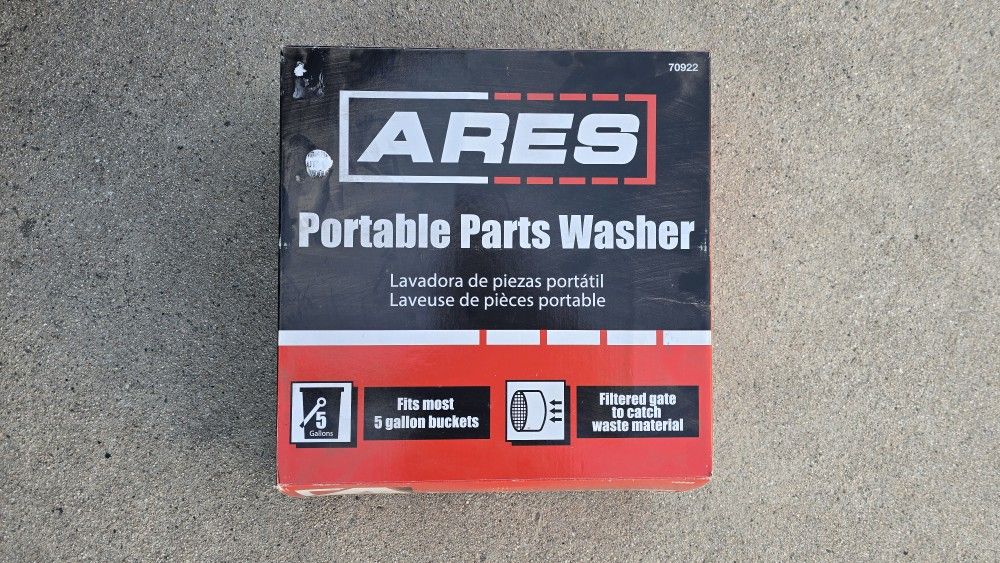 70922
ARES
Portable Parts Washer
Lavadora de piezas portátil
Laveuse de pièces portable
5
Gallons
Fits most
5 gallon buckets
Filtered gate
to catch
waste material